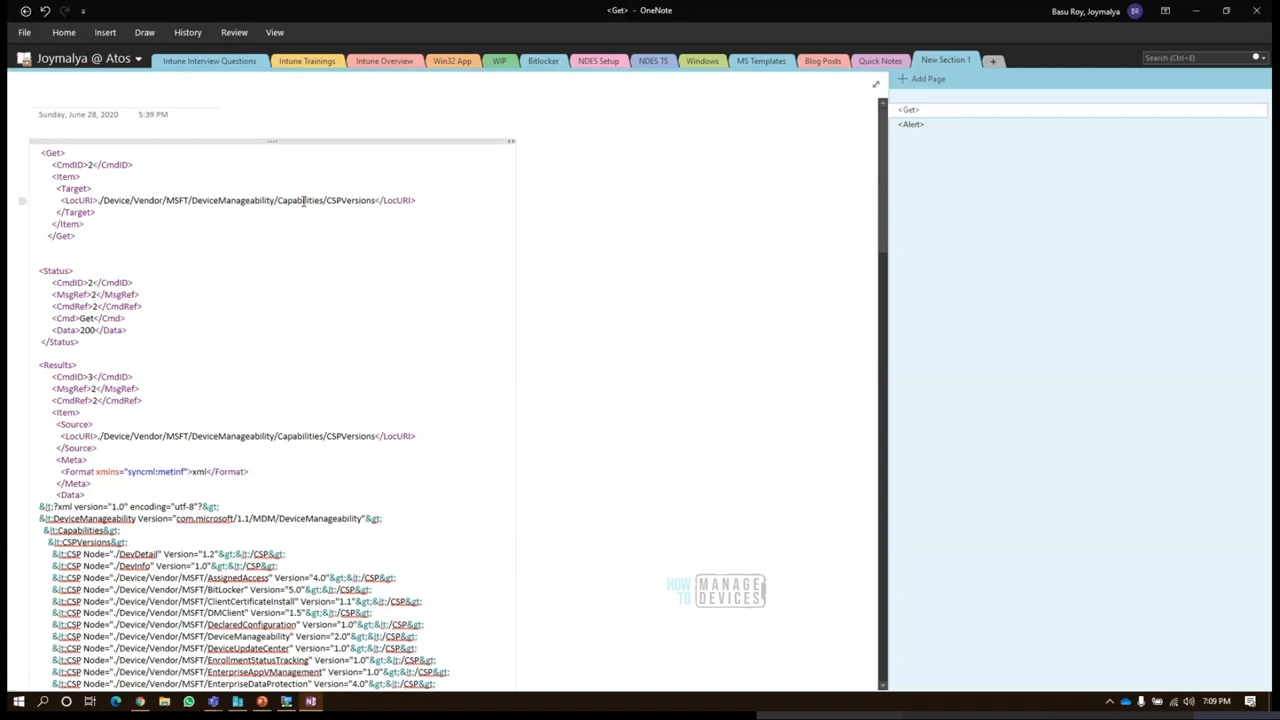 <Get> - OneNote
Basu Roy, Joymalya BR
File Home Insert Draw History Review View
Joymalya @ Atos
Intune Interview Questions Intune Trainings Intune Overview Win32 App WIP Bitlocker NDES Setup NDES TS Windows MS Templates Blog Posts Quick Notes New Section 1
Search (Ctrl+E)
Add Page
<Get>
<Alert>
Sunday, June 28, 2020 5:39 PM
<Get>
<CmdID>2</CmdID>
<Item>
<Target>
<LocURI>./Device/Vendor/MSFT/DeviceManageability/Capabilities/CSPVersions</LocURI>
</Target>
</Item>
</Get>
<Status>
<CmdID>2</CmdID>
<MsgRef>2</MsgRef>
<CmdRef>2</CmdRef>
<Cmd>Get</Cmd>
<Data>200</Data>
</Status>
<Results>
<CmdID>3</CmdID>
<MsgRef>2</MsgRef>
<CmdRef>2</CmdRef>
<Item>
<Source>
<LocURI>./Device/Vendor/MSFT/DeviceManageability/Capabilities/CSPVersions</LocURI>
</Source>
<Meta>
<Format xmlns="syncml:metinf">xml</Format>
</Meta>
<Data>
&lt;?xml version="1.0" encoding="utf-8"?&gt;
&lt;DeviceManageability Version="com.microsoft/1.1/MDM/DeviceManageability"&gt;
&lt;Capabilities&gt;
&lt;CSPVersions&gt;
&lt;CSP Node="./DevDetail" Version="1.2"&gt;&lt;/CSP&gt;
&lt;CSP Node="./DevInfo" Version="1.0"&gt;&lt;/CSP&gt;
&lt;CSP Node="./Device/Vendor/MSFT/AssignedAccess" Version="4.0"&gt;&lt;/CSP&gt;
&lt;CSP Node="./Device/Vendor/MSFT/BitLocker" Version="5.0"&gt;&lt;/CSP&gt;
&lt;CSP Node="./Device/Vendor/MSFT/ClientCertificateInstall" Version="1.1"&gt;&lt;/CSP&gt;
&lt;CSP Node="./Device/Vendor/MSFT/DMClient" Version="1.5"&gt;&lt;/CSP&gt;
&lt;CSP Node="./Device/Vendor/MSFT/DeclaredConfiguration" Version="1.0"&gt;&lt;/CSP&gt;
&lt;CSP Node="./Device/Vendor/MSFT/DeviceManageability" Version="2.0"&gt;&lt;/CSP&gt;
&lt;CSP Node="./Device/Vendor/MSFT/DeviceUpdateCenter" Version="1.0"&gt;&lt;/CSP&gt;
&lt;CSP Node="./Device/Vendor/MSFT/EnrollmentStatusTracking" Version="1.0"&gt;&lt;/CSP&gt;
&lt;CSP Node="./Device/Vendor/MSFT/EnterpriseAppVManagement" Version="1.0"&gt;&lt;/CSP&gt;
&lt;CSP Node="./Device/Vendor/MSFT/EnterpriseDataProtection" Version="4.0"&gt;&lt;/CSP&gt;
HOW TO MANAGE DEVICES
7:09 PM